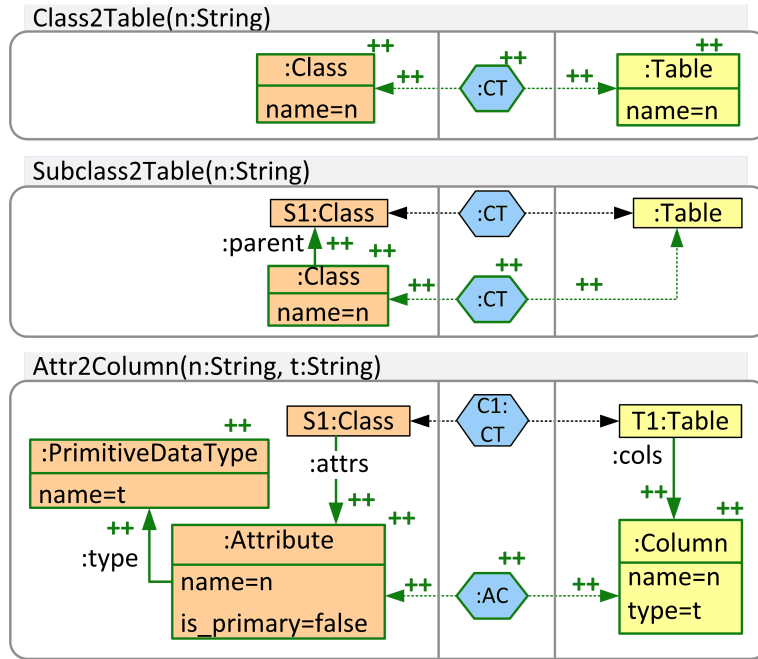 Class2Table(n:String)
++ ++ ++
:Class ++ :CT ++ :Table
name=n name=n
Subclass2Table(n:String)
S1:Class :CT :Table
:parent ++ ++
:Class ++ ++ ++
name=n :CT
Attr2Column(n:String, t:String)
S1:Class C1: T1:Table
CT
++
:PrimitiveDataType :attrs :cols
name=t ++ ++
++ ++ ++
:type :Attribute ++ :Column
name=n ++ :AC ++ name=n
is_primary=false type=t